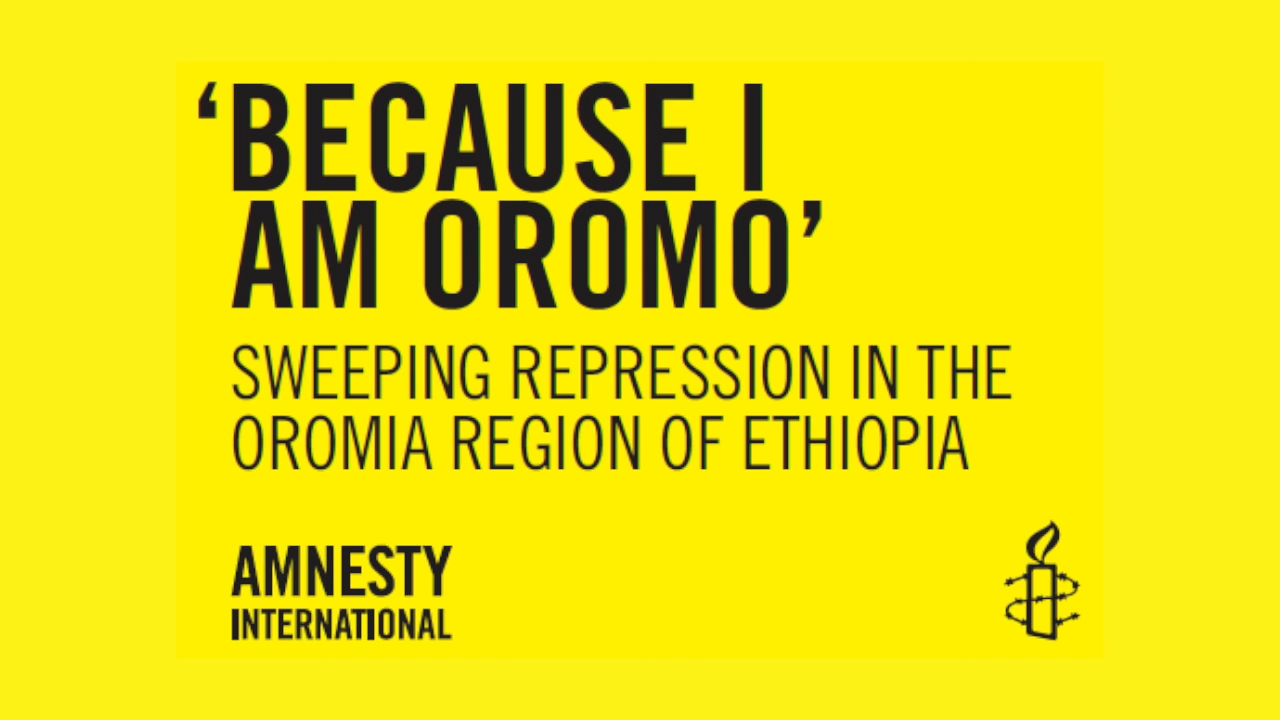 ‘BECAUSE I
AM OROMO’
SWEEPING REPRESSION IN THE
OROMIA REGION OF ETHIOPIA
AMNESTY
INTERNATIONAL